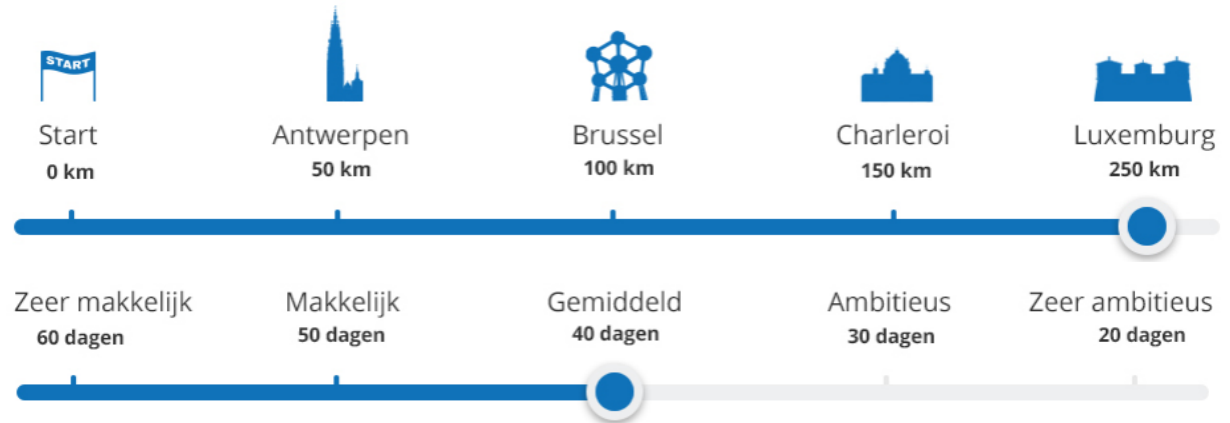 START
Start Antwerpen Brussel Charleroi Luxemburg
0 km 50 km 100 km 150 km 250 km
Zeer makkelijk Makkelijk Gemiddeld Ambitieus Zeer ambitieus
60 dagen 50 dagen 40 dagen 30 dagen 20 dagen